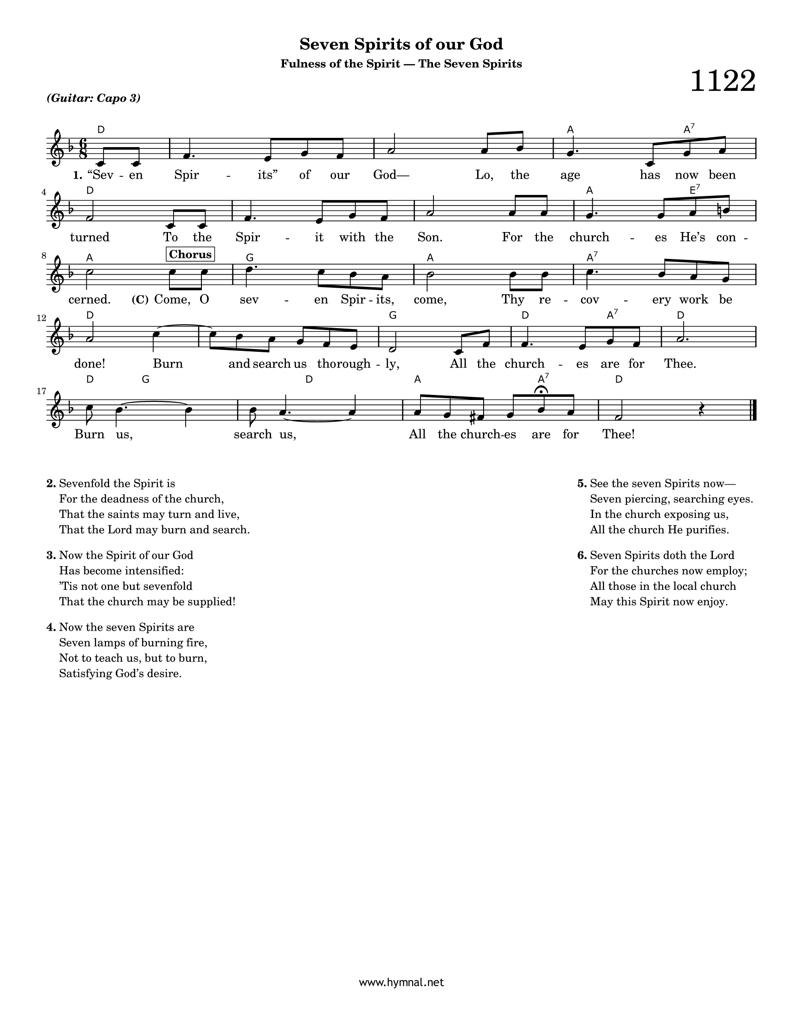 Seven Spirits of our God
Fulness of the Spirit — The Seven Spirits
1122
(Guitar: Capo 3)
D A A7
6
8
1. “Sev - en Spir - its” of our God— Lo, the age has now been
4 D A E7
turned To the Spir - it with the Son. For the church - es He’s con -
Chorus
8 A G A A7
cerned. (C) Come, O sev - en Spir - its, come, Thy re - cov - ery work be
12 D G D A7 D
done! Burn and search us thorough - ly, All the church - es are for Thee.
17 D G D A A7 D
Burn us, search us, All the church-es are for Thee!
2. Sevenfold the Spirit is
For the deadness of the church,
That the saints may turn and live,
That the Lord may burn and search.
3. Now the Spirit of our God
Has become intensified:
’Tis not one but sevenfold
That the church may be supplied!
4. Now the seven Spirits are
Seven lamps of burning fire,
Not to teach us, but to burn,
Satisfying God’s desire.
5. See the seven Spirits now—
Seven piercing, searching eyes.
In the church exposing us,
All the church He purifies.
6. Seven Spirits doth the Lord
For the churches now employ;
All those in the local church
May this Spirit now enjoy.
www.hymnal.net